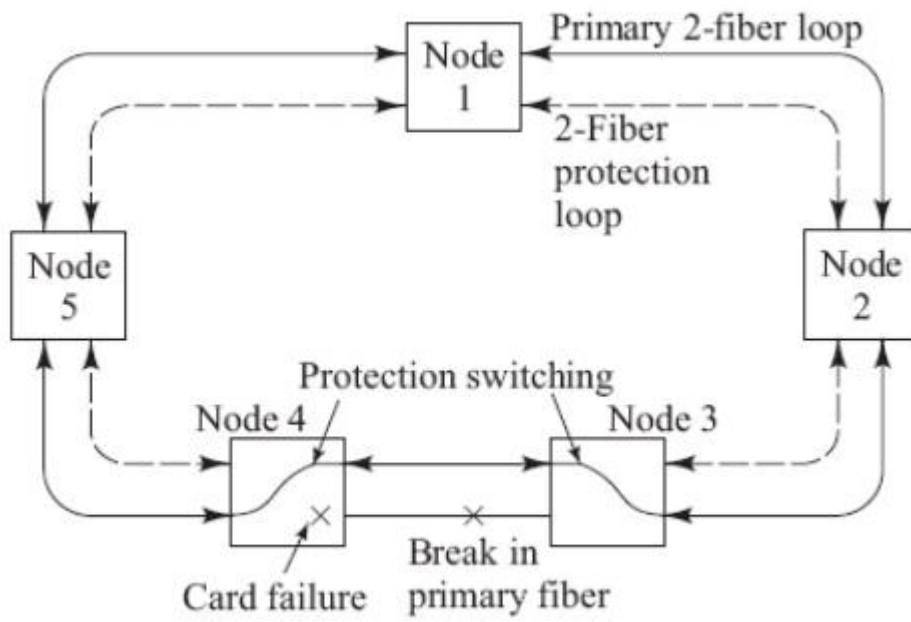 Primary 2-fiber loop
Node
1
2-Fiber
protection
loop
Node
5
Node
2
Protection switching
Node 4
Node 3
Card failure
Break in
primary fiber